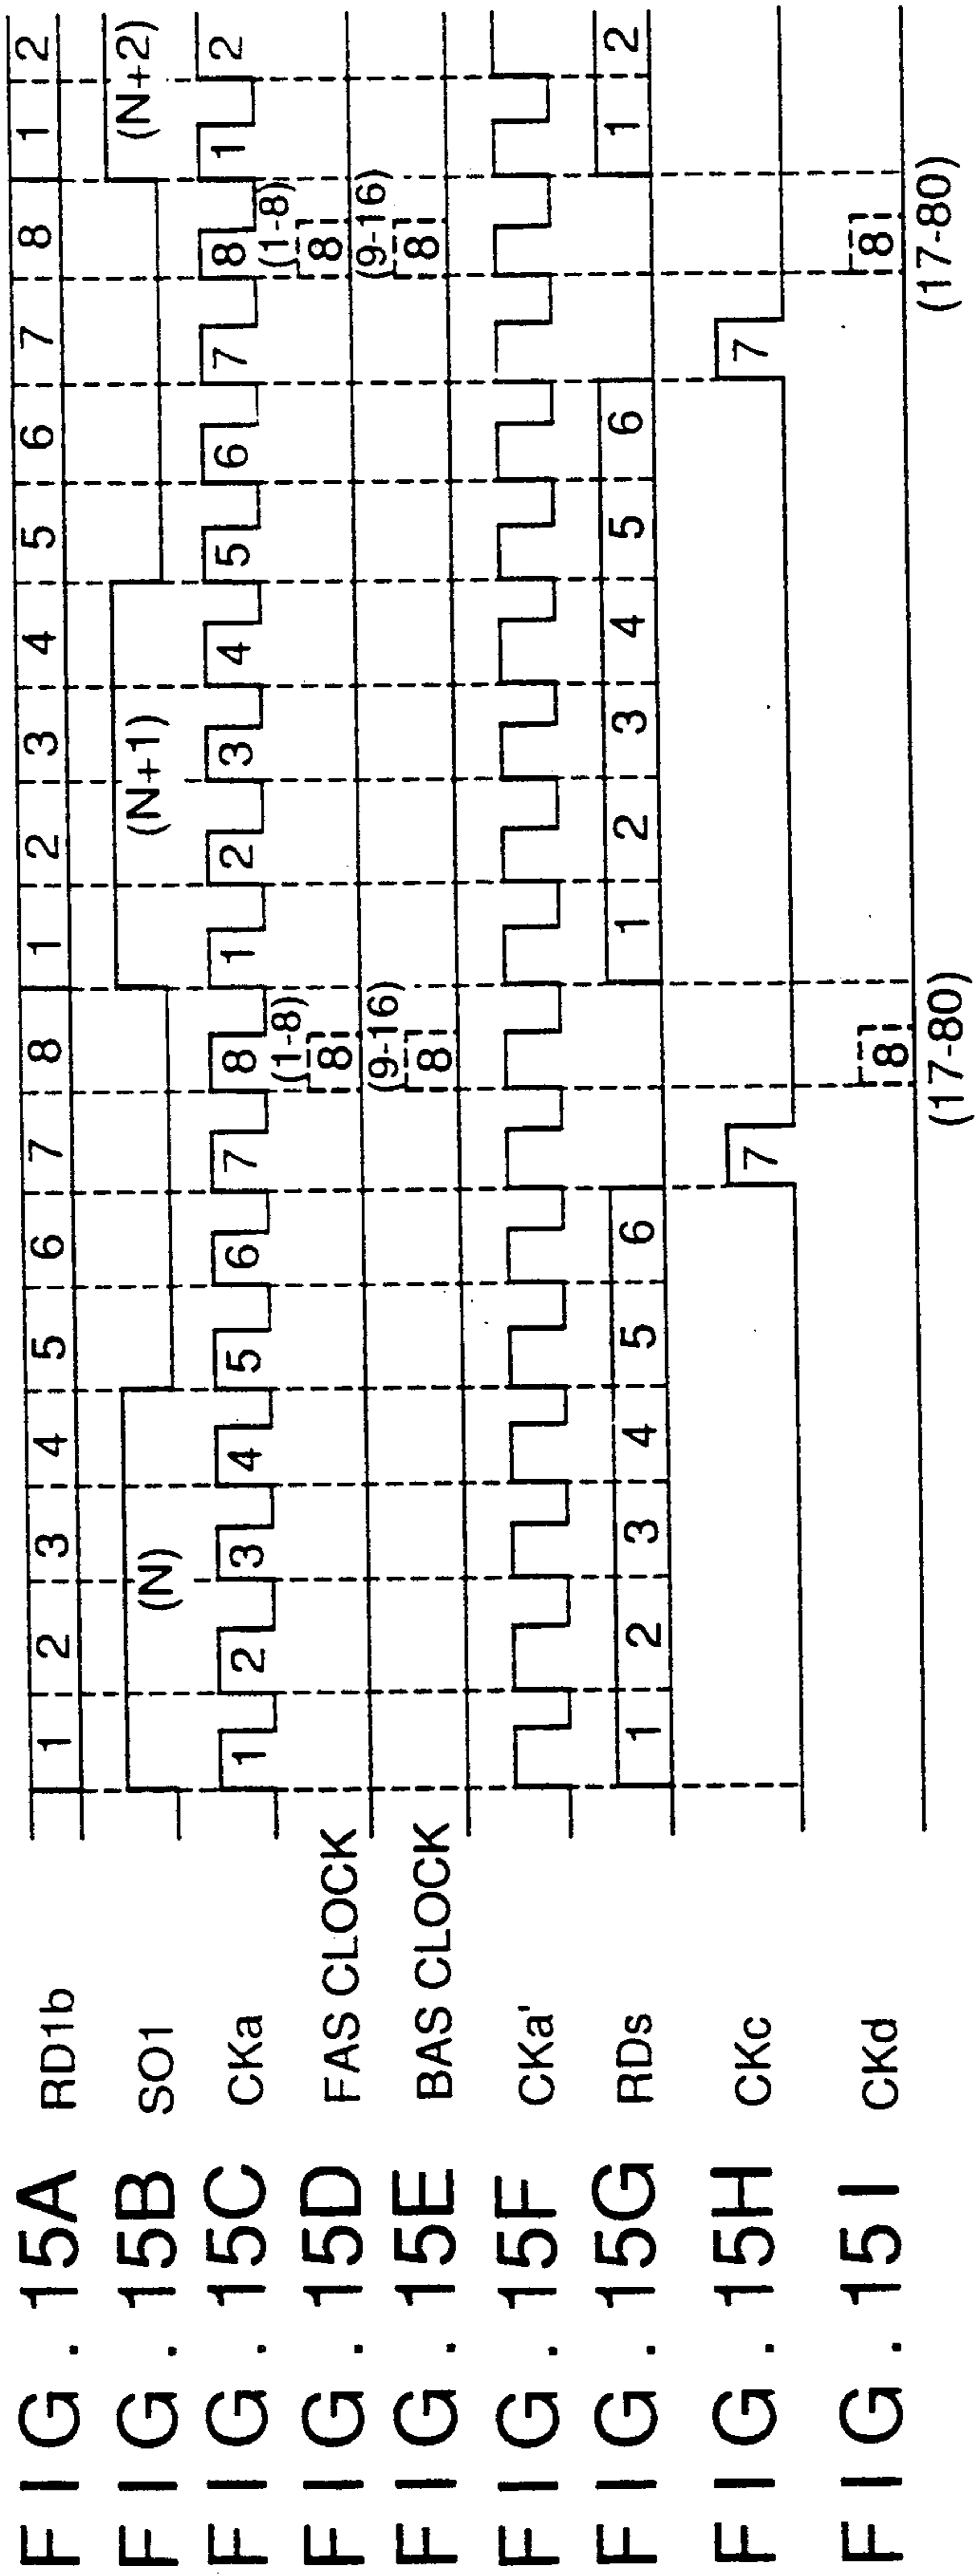 FIG. 15A RD1b 1 2 3 4 5 6 7 8 1 2 3 4 5 6 7 8 1 2
FIG. 15B SO1 (N) (N+1) (N+2)
FIG. 15C CKa 1 2 3 4 5 6 7 8 1 2 3 4 5 6 7 8 1 2
(1-8) (1-8)
FIG. 15D FAS CLOCK 8 8
(9-16) (9-16)
FIG. 15E BAS CLOCK 8 8
FIG. 15F CKa'
FIG. 15G RDs 1 2 3 4 5 6 1 2 3 4 5 6 1 2
FIG. 15H CKc 7 7
FIG. 15I CKd 8 8
(17-80) (17-80)